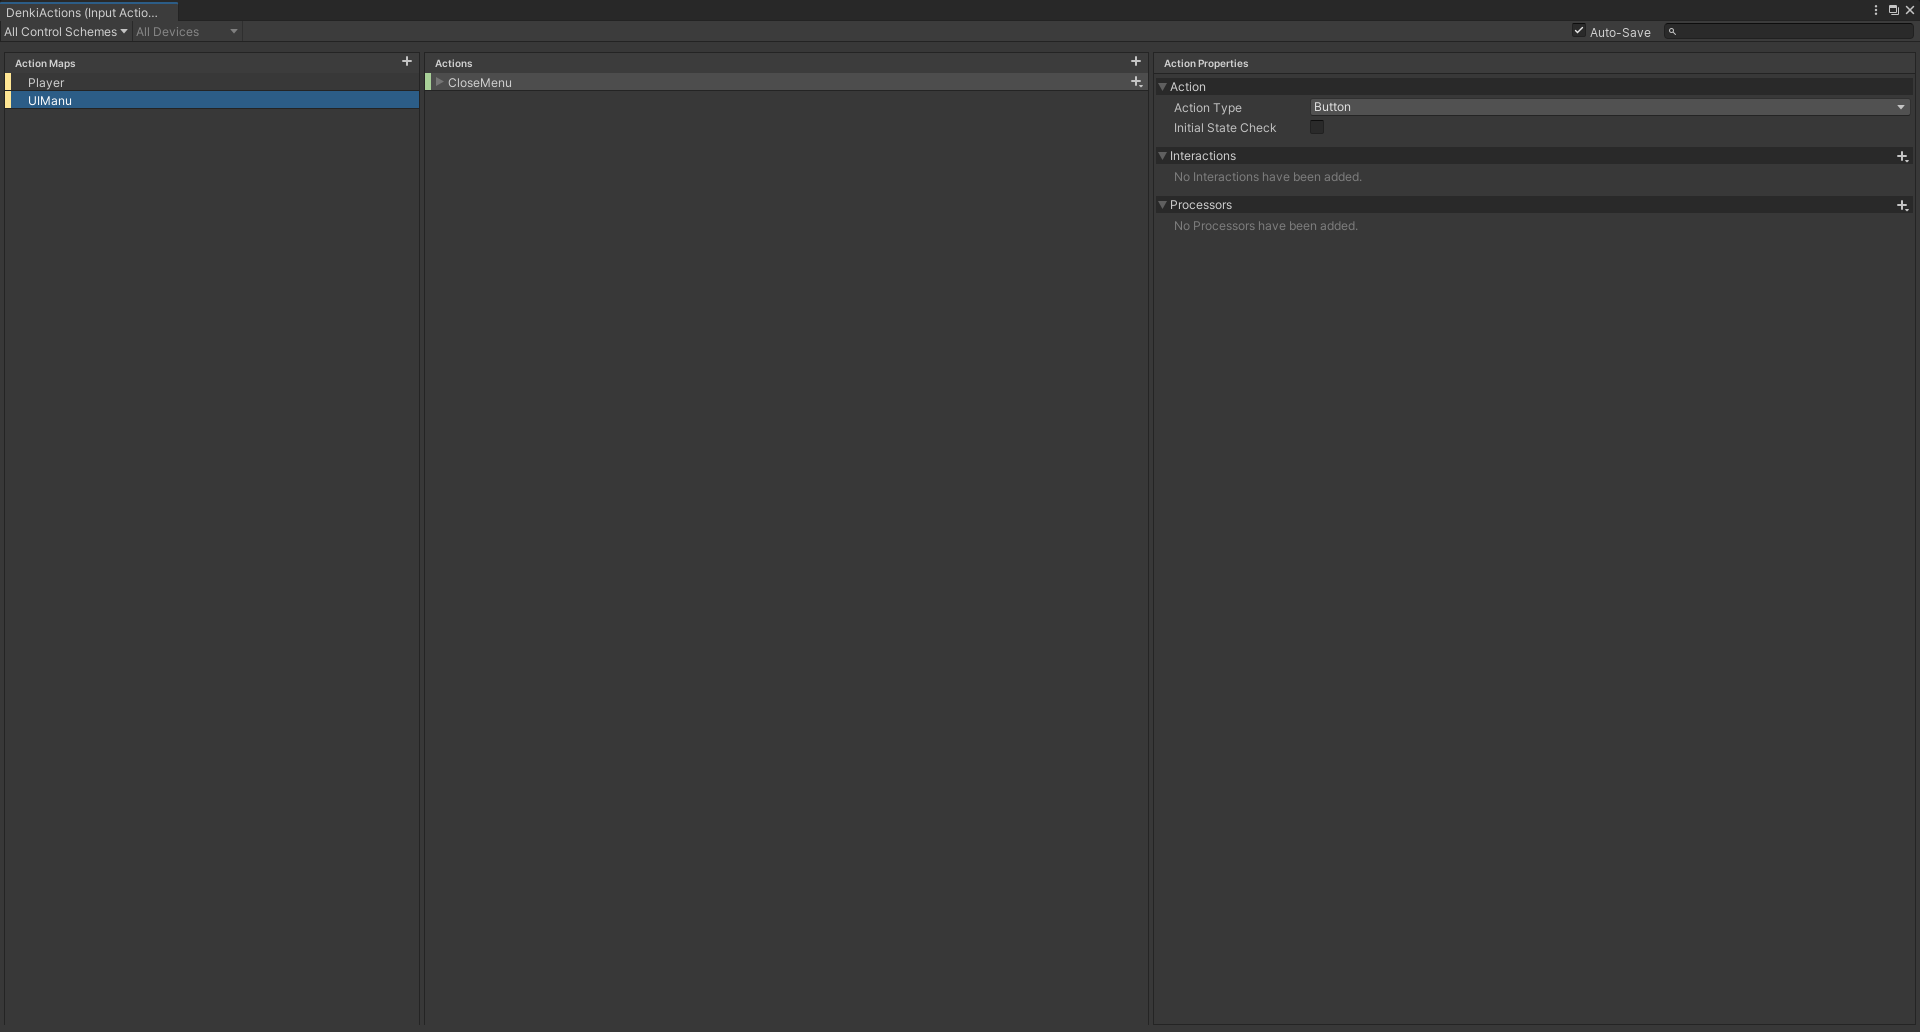 DenkiActions (Input Actio...
All Control Schemes
All Devices
Auto-Save
Action Maps
Player
UIManu
Actions
CloseMenu
Action Properties
Action
Action Type
Button
Initial State Check
Interactions
No Interactions have been added.
Processors
No Processors have been added.